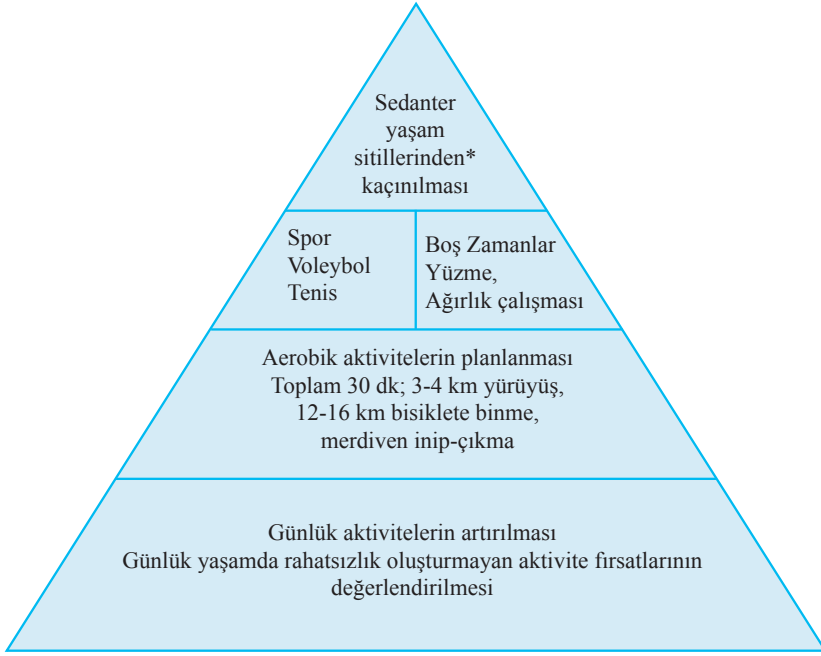 Sedanter
yaşam
sitillerinden*
kaçınılması
Spor
Voleybol
Tenis
Boş Zamanlar
Yüzme,
Ağırlık çalışması
Aerobik aktivitelerin planlanması
Toplam 30 dk; 3-4 km yürüyüş,
12-16 km bisiklete binme,
merdiven inip-çıkma
Günlük aktivitelerin artırılması
Günlük yaşamda rahatsızlık oluşturmayan aktivite fırsatlarının
değerlendirilmesi